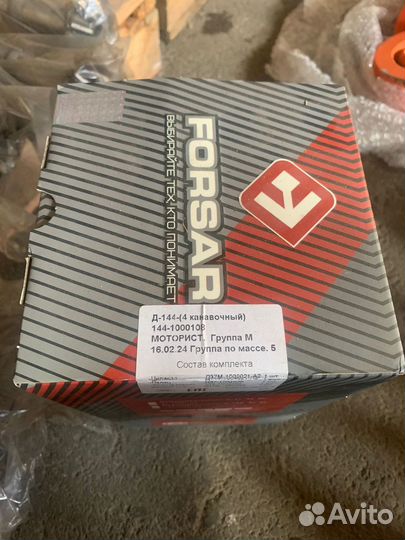 FORSAR
ВЫБИРАЙТЕ ТЕХ, КТО ПОНИМАЕТ
Д-144-(4 канавочный)
144-1000108
МОТОРИСТ. Группа М
16.02.24 Группа по массе. 5
Состав комплекта
Avito